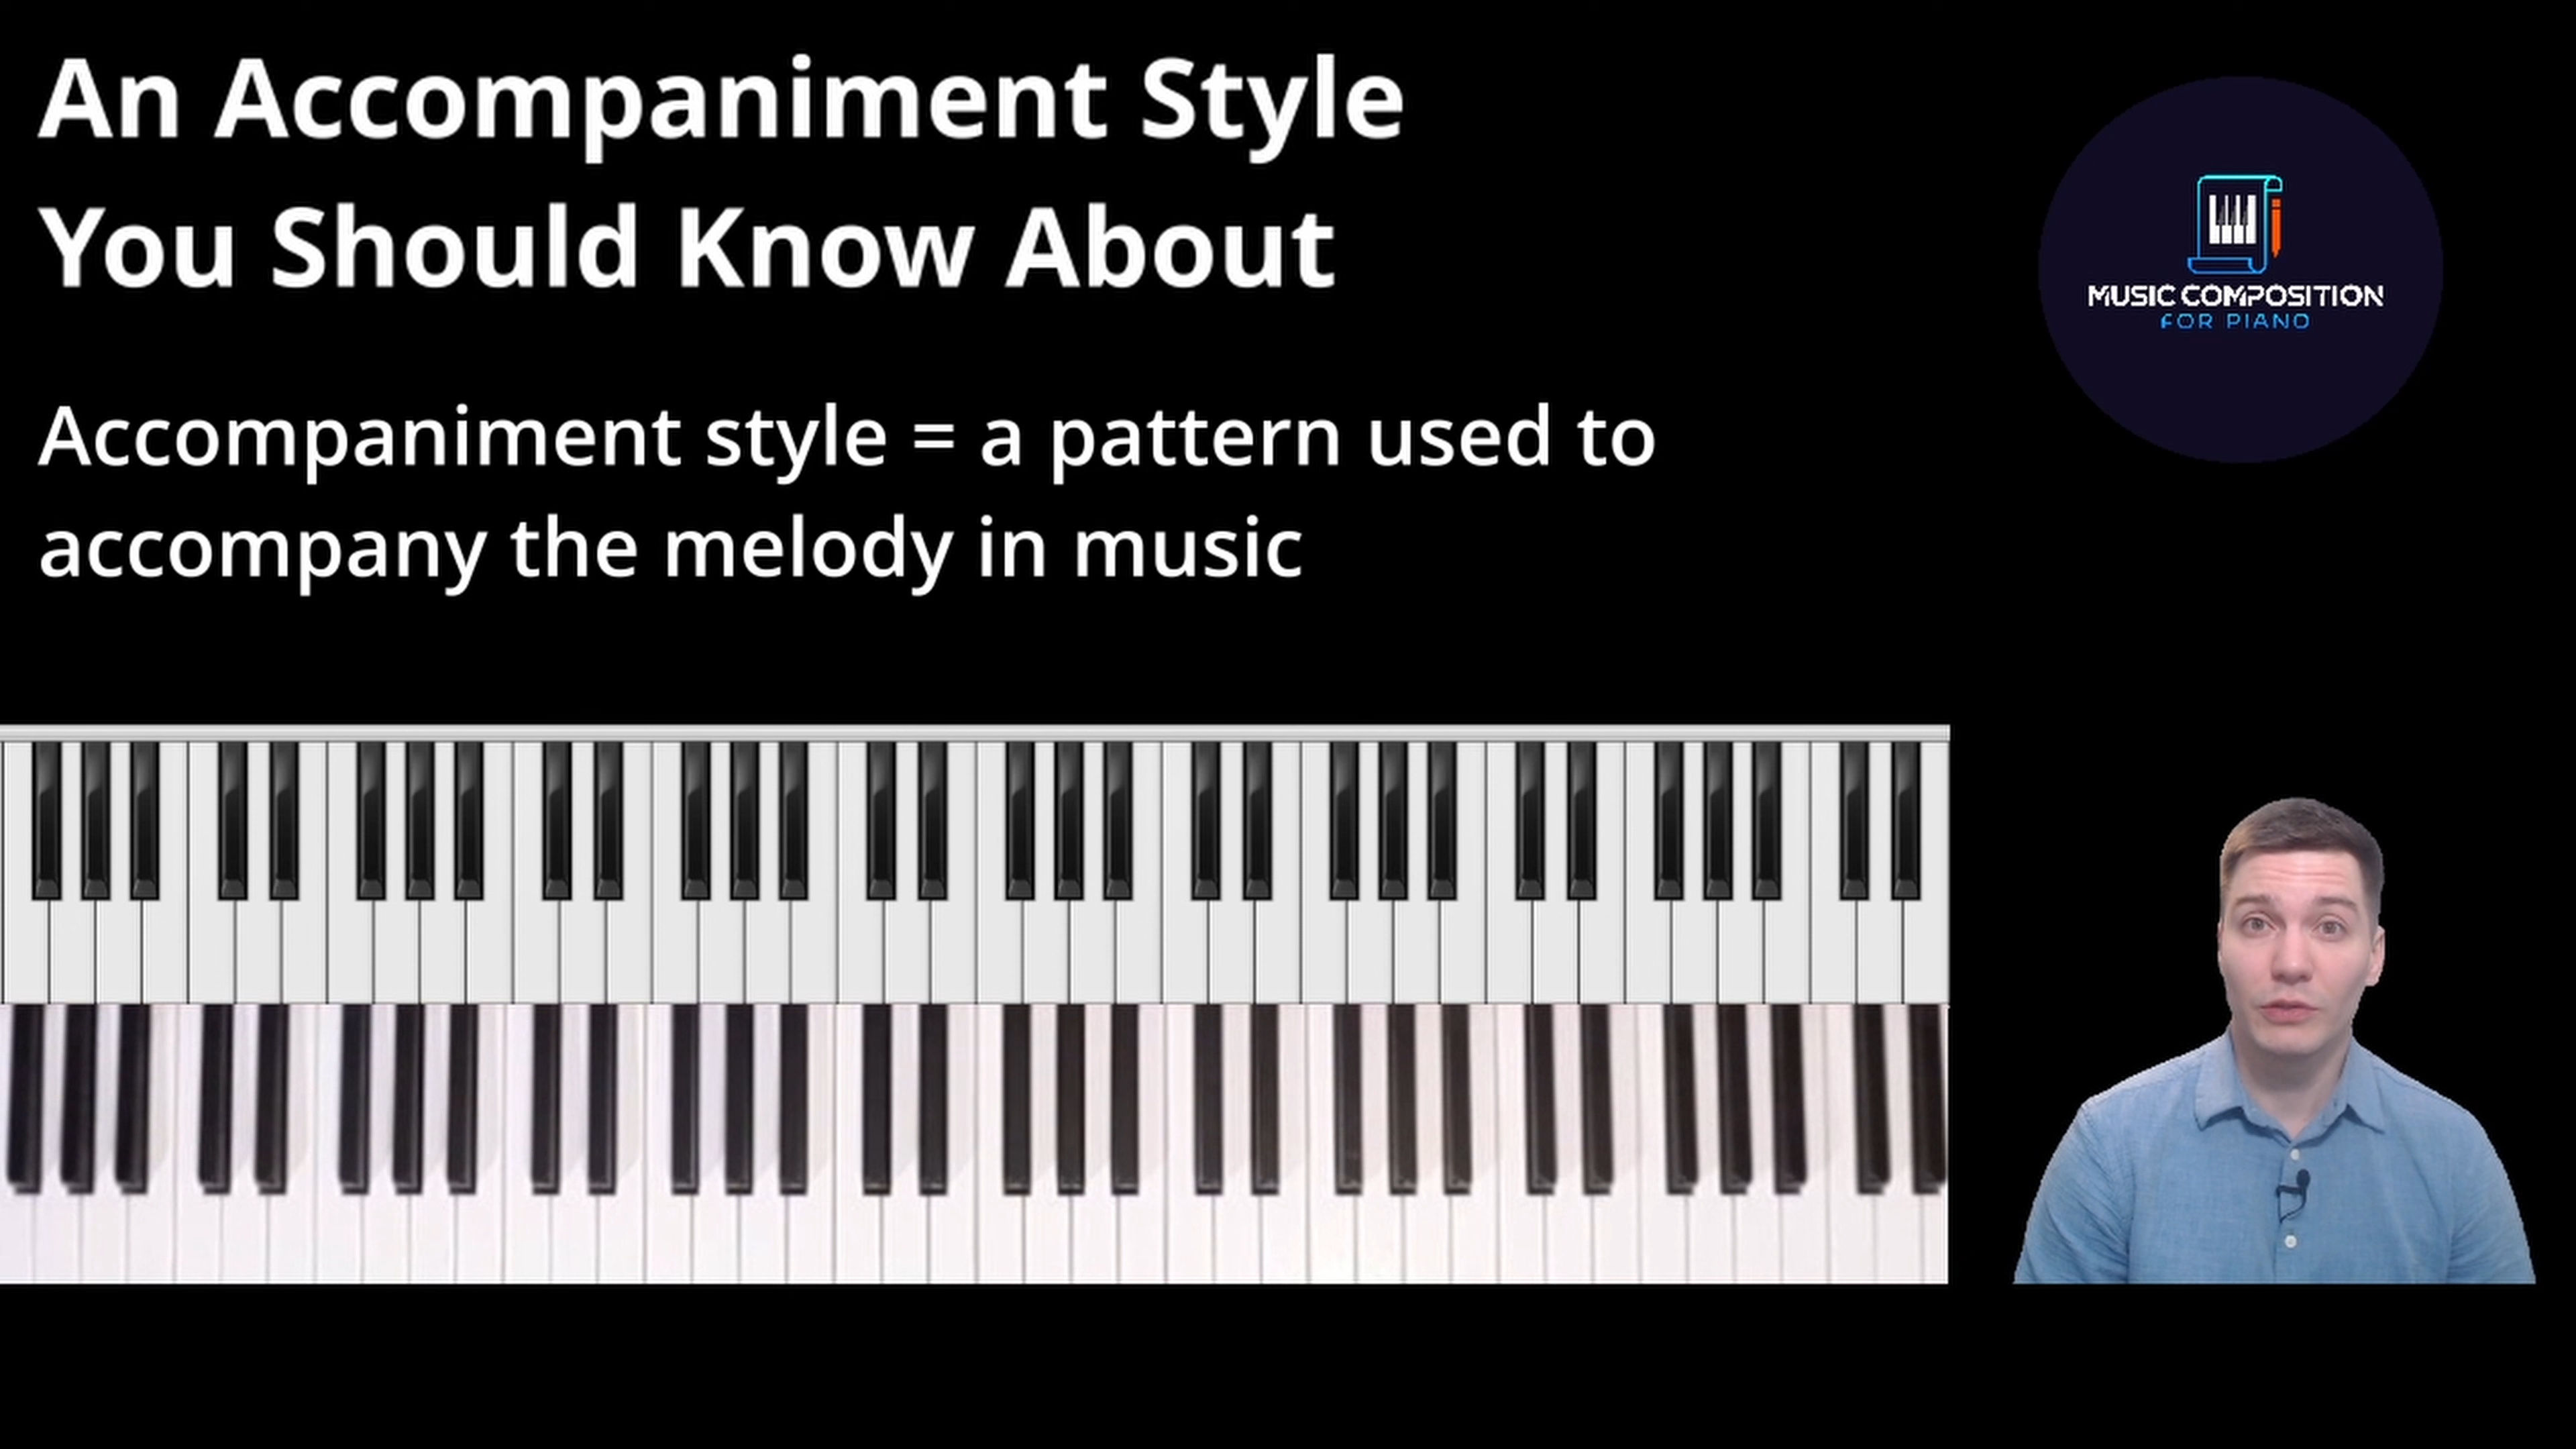 An Accompaniment Style
You Should Know About
Accompaniment style = a pattern used to
accompany the melody in music
MUSIC COMPOSITION
FOR PIANO